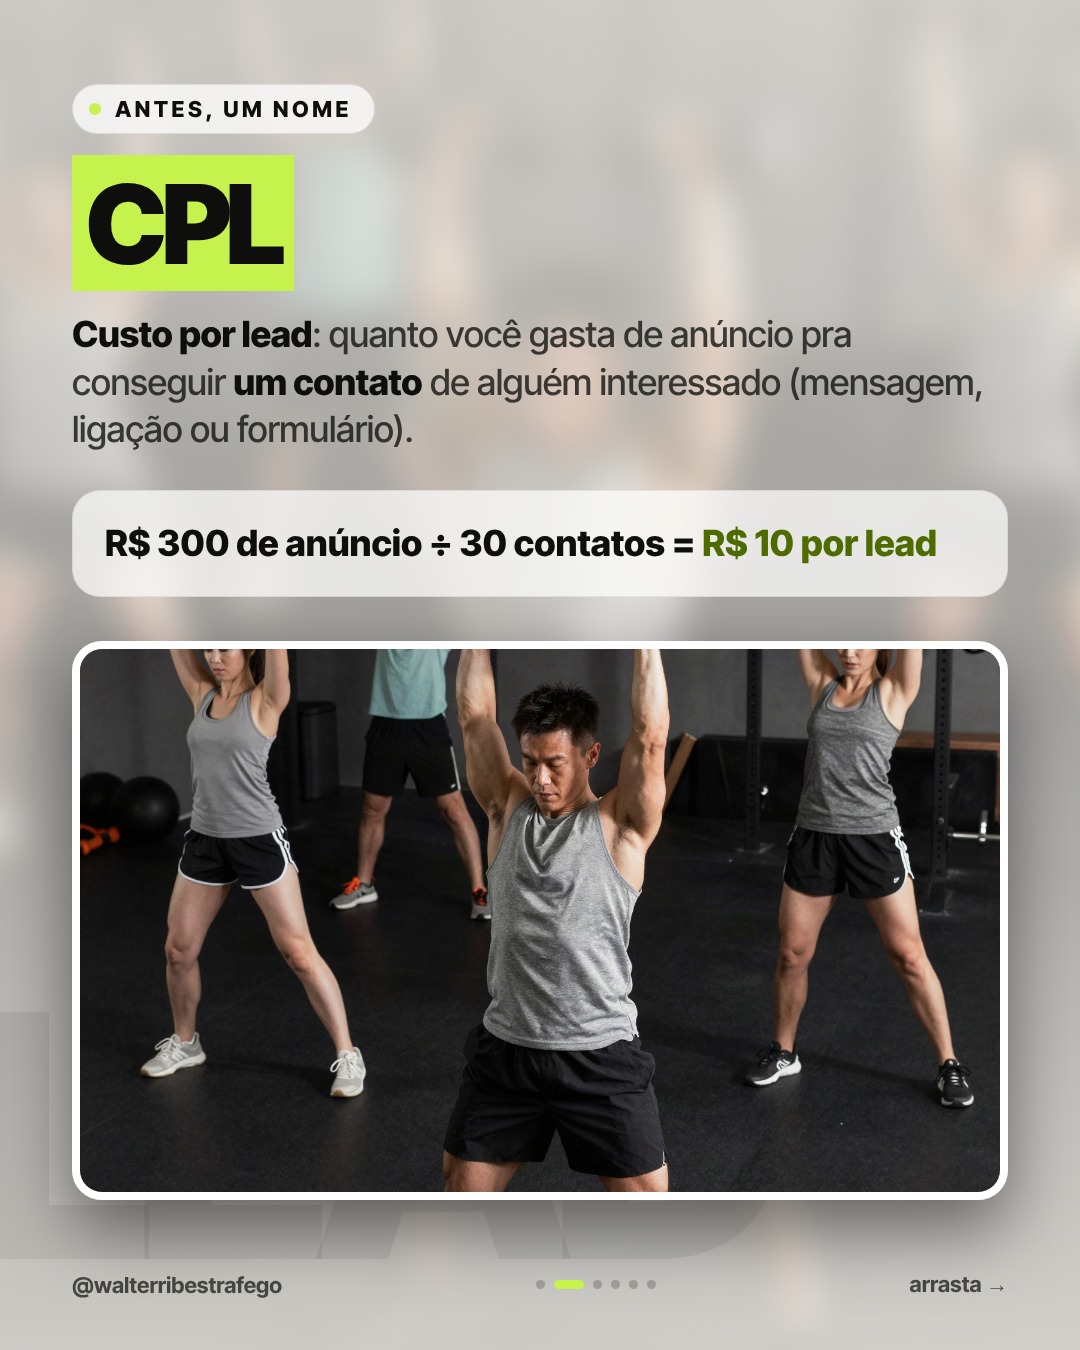 ANTES, UM NOME
CPL
Custo por lead: quanto você gasta de anúncio pra
conseguir um contato de alguém interessado (mensagem,
ligação ou formulário).
R$ 300 de anúncio ÷ 30 contatos = R$ 10 por lead
LEAD
@walterribestrafego
arrasta →